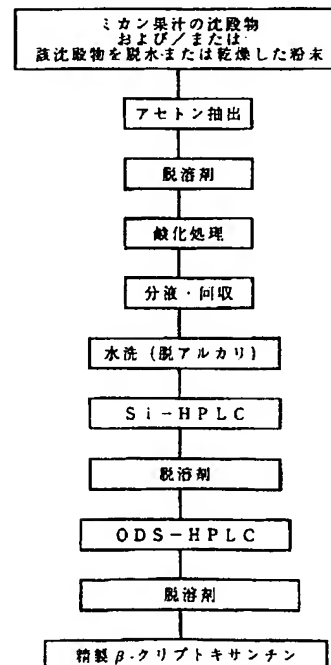 ミカン果汁の沈殿物
および／または
該沈殿物を脱水または乾燥した粉末
アセトン抽出
脱溶剤
鹸化処理
分液・回収
水洗（脱アルカリ）
Si-HPLC
脱溶剤
ODS-HPLC
脱溶剤
精製β-クリプトキサンチン